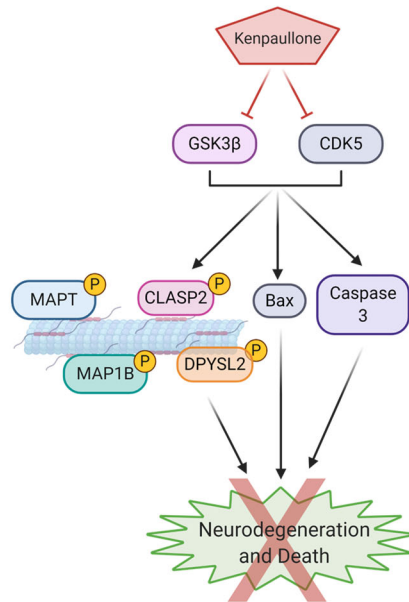 Kenpaullone
GSK3β
CDK5
MAPT
P
CLASP2
P
Bax
Caspase
3
MAP1B
P
DPYSL2
P
Neurodegeneration
and Death